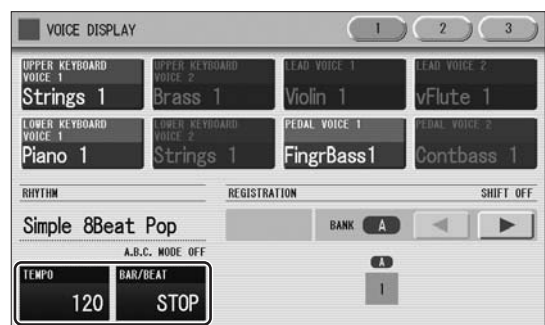 VOICE DISPLAY 1 2 3
UPPER KEYBOARD VOICE 1
Strings 1
UPPER KEYBOARD VOICE 2
Brass 1
LEAD VOICE 1
Violin 1
LEAD VOICE 2
vFlute 1
LOWER KEYBOARD VOICE 1
Piano 1
LOWER KEYBOARD VOICE 2
Strings 1
PEDAL VOICE 1
FingrBass1
PEDAL VOICE 2
Contbass 1
RHYTHM
Simple 8Beat Pop
A.B.C. MODE OFF
TEMPO
120
BAR/BEAT
STOP
REGISTRATION SHIFT OFF
BANK A
A
1